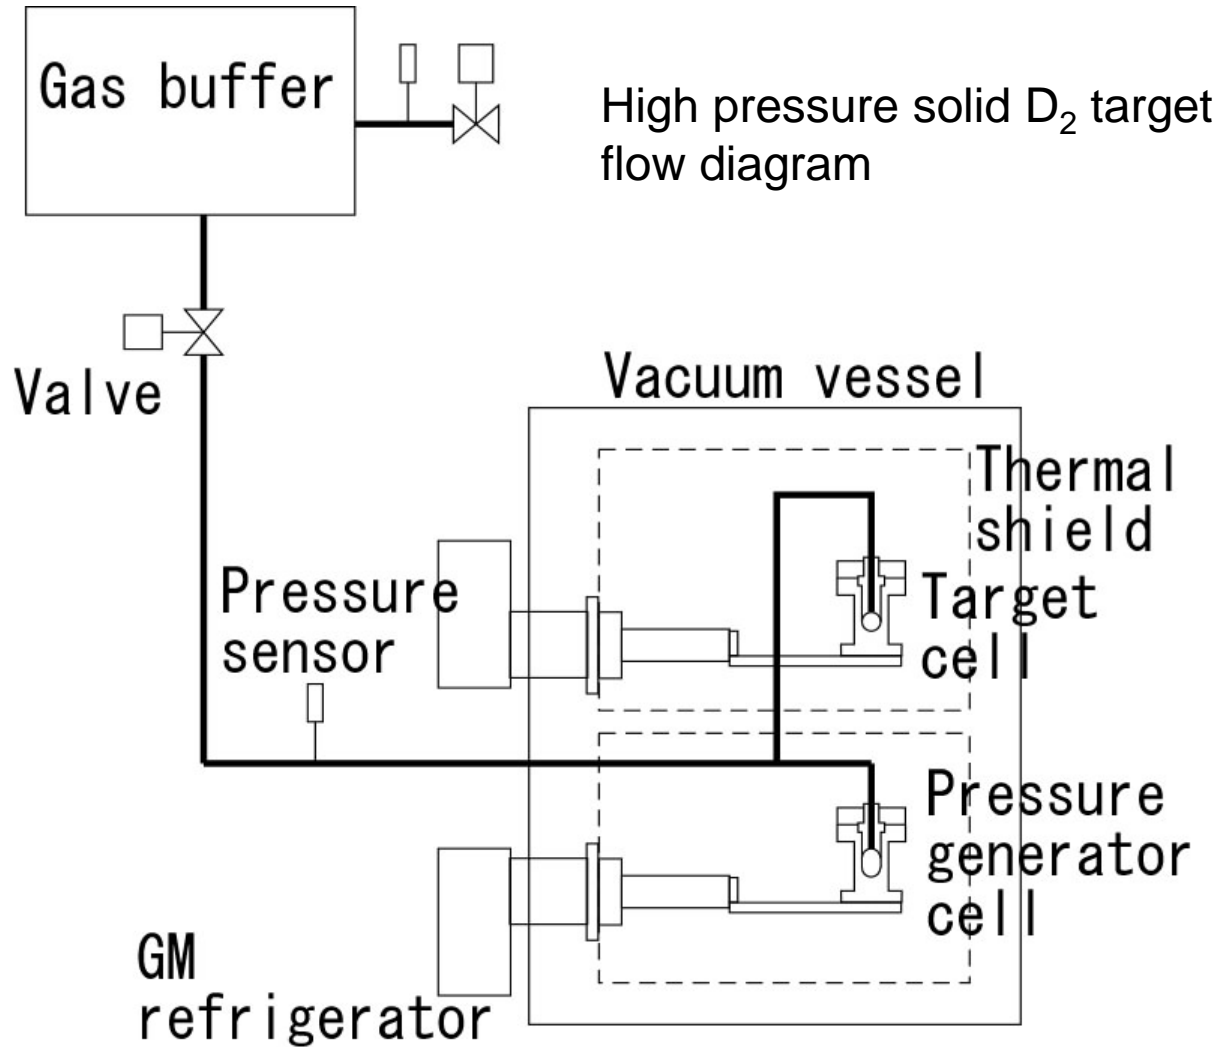 Gas buffer
High pressure solid D₂ target
flow diagram
Valve
Vacuum vessel
Thermal
shield
Pressure
sensor
Target
cell
Pressure
generator
cell
GM
refrigerator